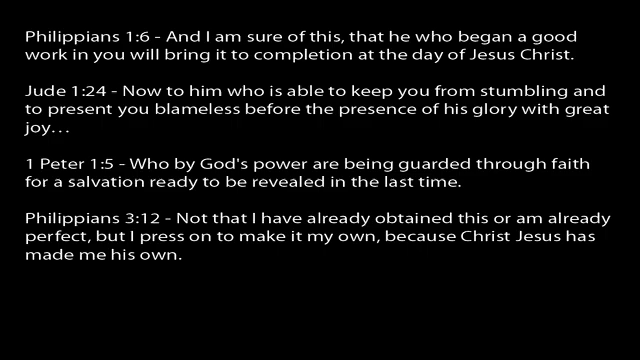 Philippians 1:6 - And I am sure of this, that he who began a good
work in you will bring it to completion at the day of Jesus Christ.
Jude 1:24 - Now to him who is able to keep you from stumbling and
to present you blameless before the presence of his glory with great
joy…
1 Peter 1:5 - Who by God's power are being guarded through faith
for a salvation ready to be revealed in the last time.
Philippians 3:12 - Not that I have already obtained this or am already
perfect, but I press on to make it my own, because Christ Jesus has
made me his own.